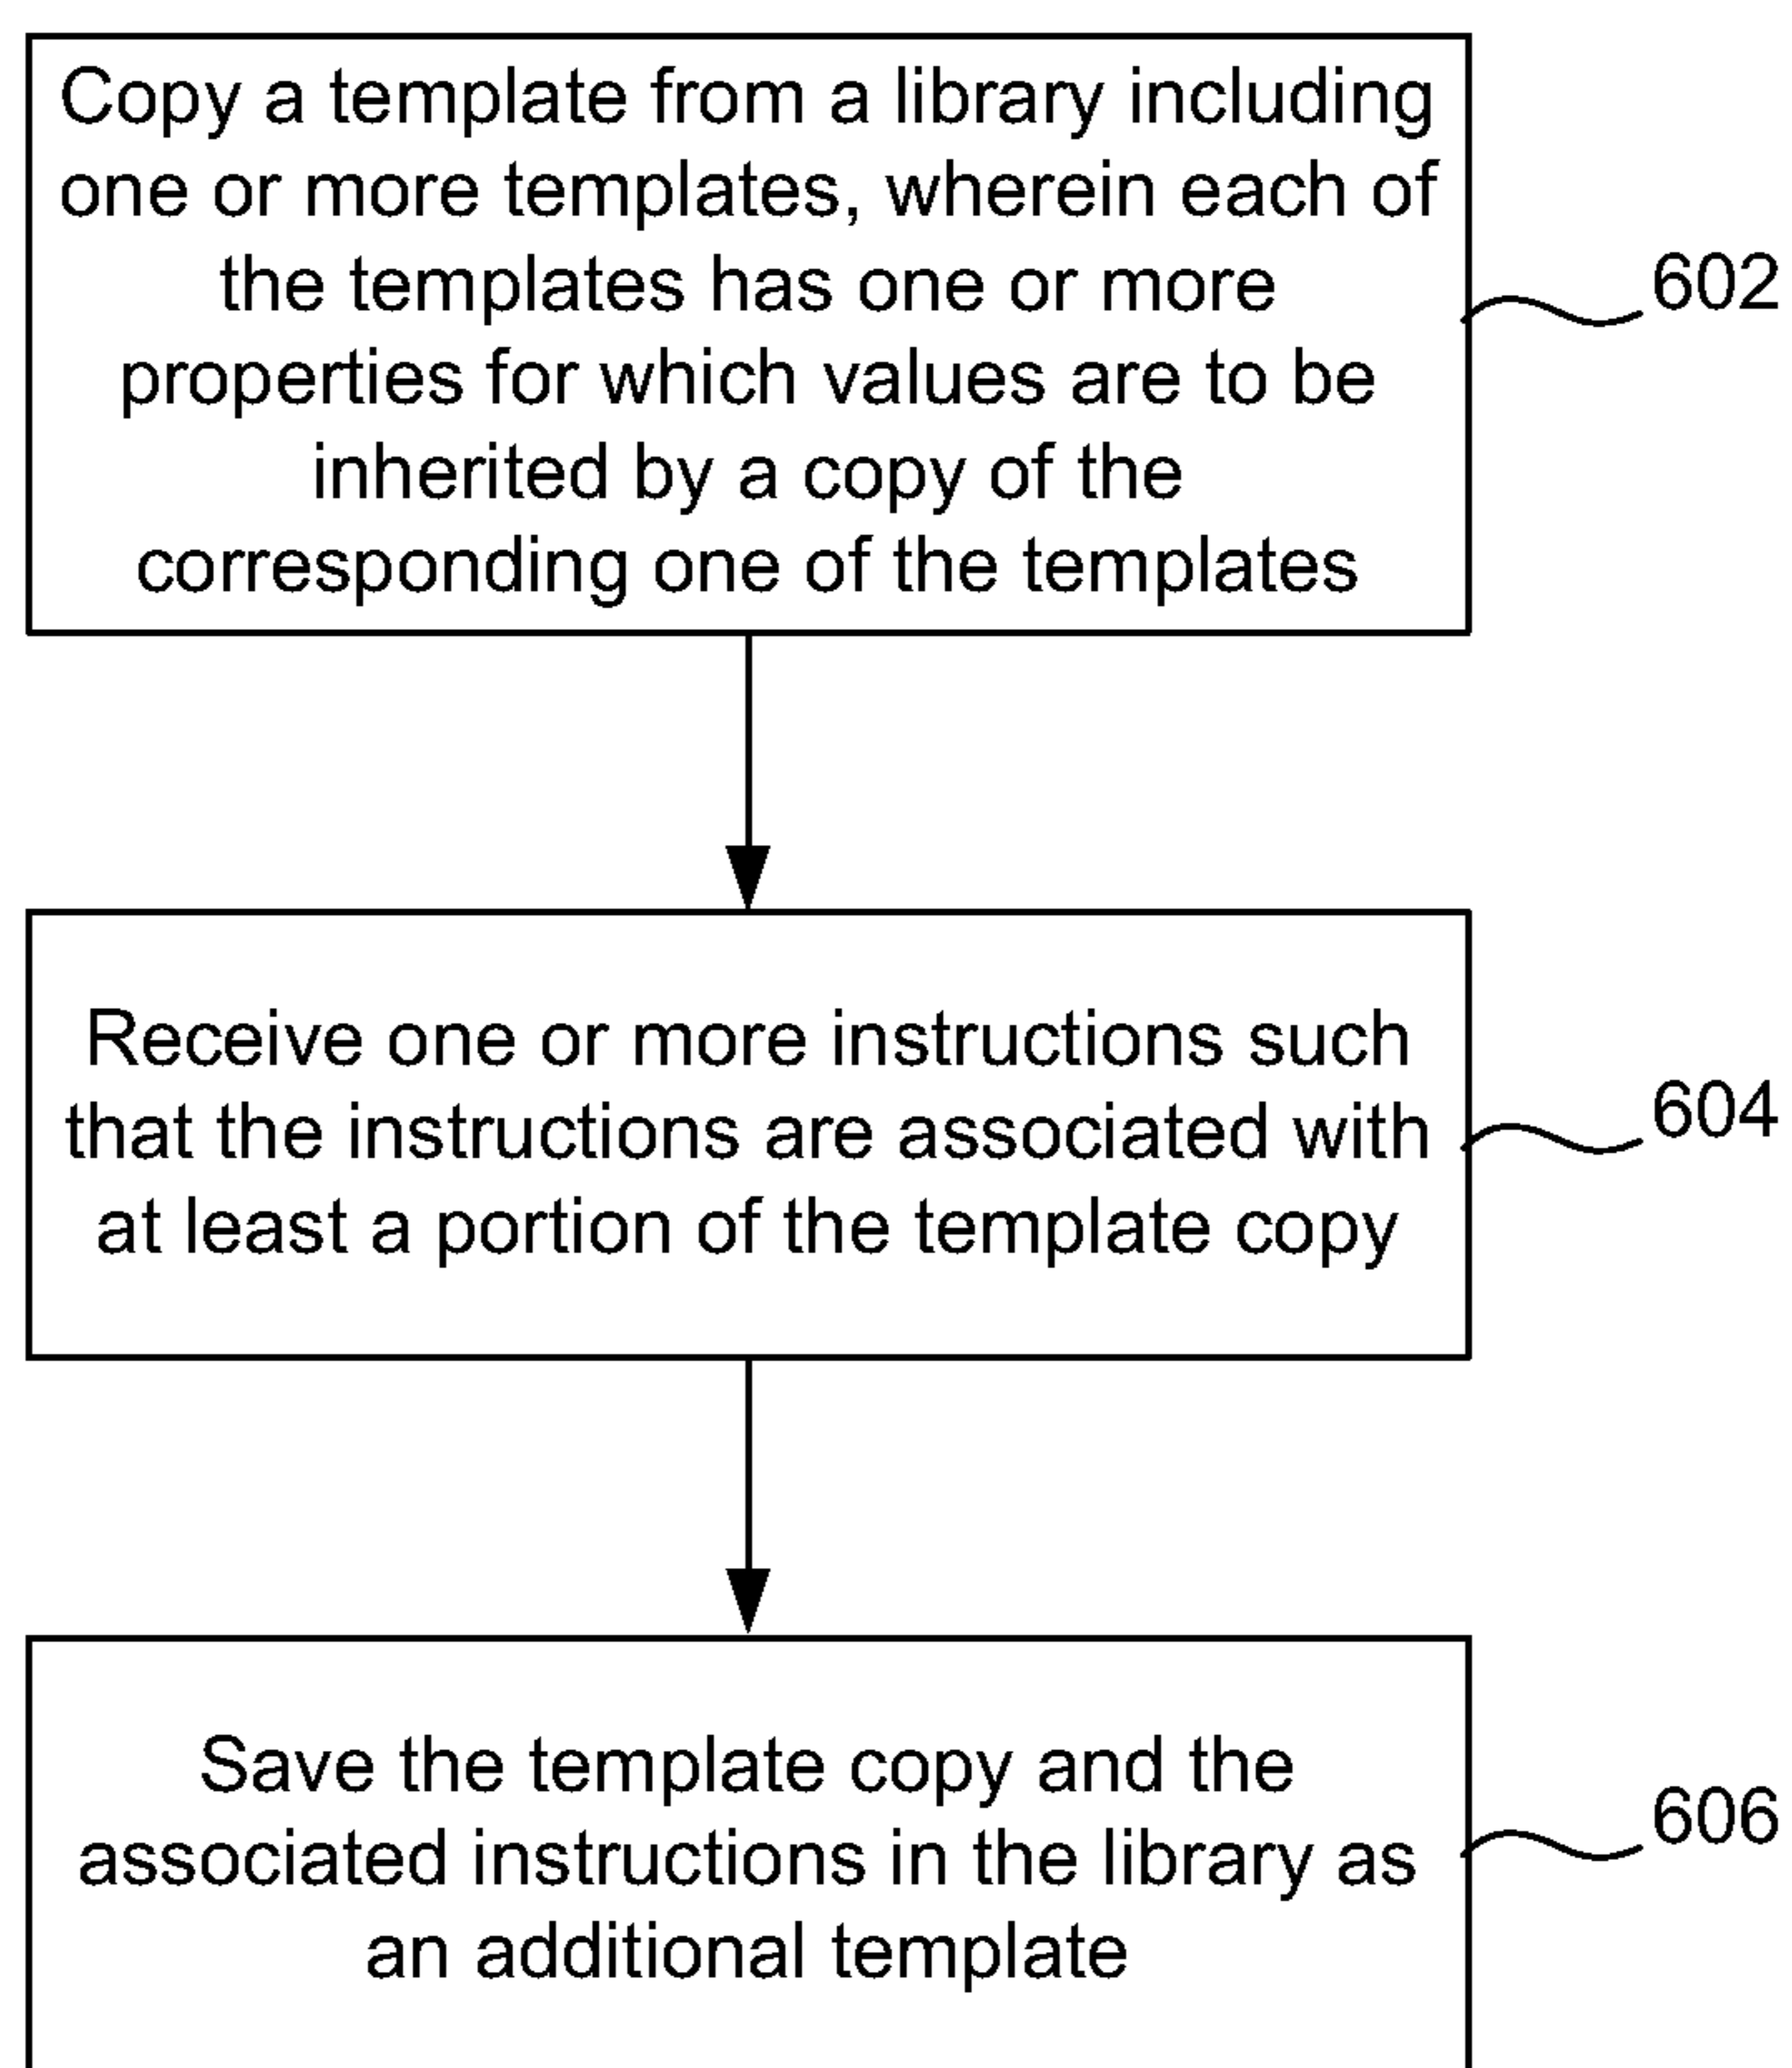 Copy a template from a library including
one or more templates, wherein each of
the templates has one or more
properties for which values are to be
inherited by a copy of the
corresponding one of the templates
602
Receive one or more instructions such
that the instructions are associated with
at least a portion of the template copy
604
Save the template copy and the
associated instructions in the library as
an additional template
606